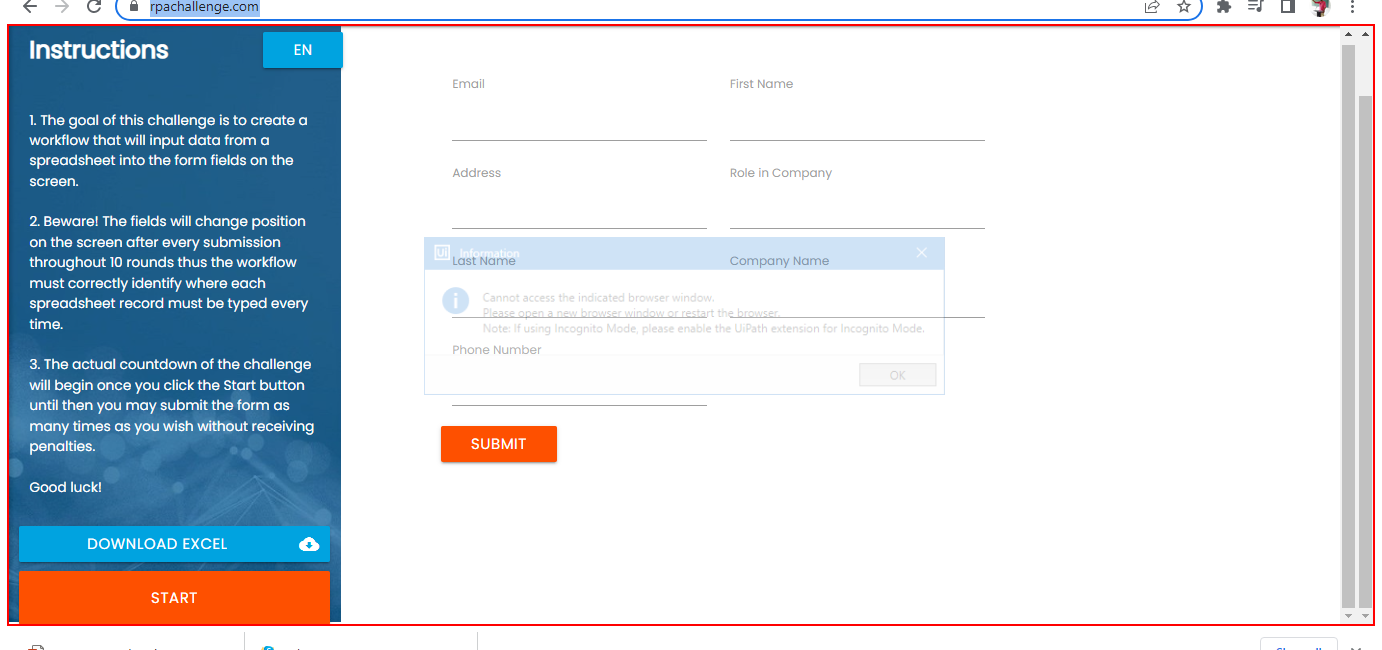 rpachallenge.com
Instructions
EN
1. The goal of this challenge is to create a
workflow that will input data from a
spreadsheet into the form fields on the
screen.
2. Beware! The fields will change position
on the screen after every submission
throughout 10 rounds thus the workflow
must correctly identify where each
spreadsheet record must be typed every
time.
3. The actual countdown of the challenge
will begin once you click the Start button
until then you may submit the form as
many times as you wish without receiving
penalties.
Good luck!
DOWNLOAD EXCEL
START
Email
First Name
Address
Role in Company
Ui Information
Last Name
Company Name
Cannot access the indicated browser window.
Please open a new browser window or restart the browser.
Note: If using Incognito Mode, please enable the UiPath extension for Incognito Mode.
Phone Number
OK
SUBMIT